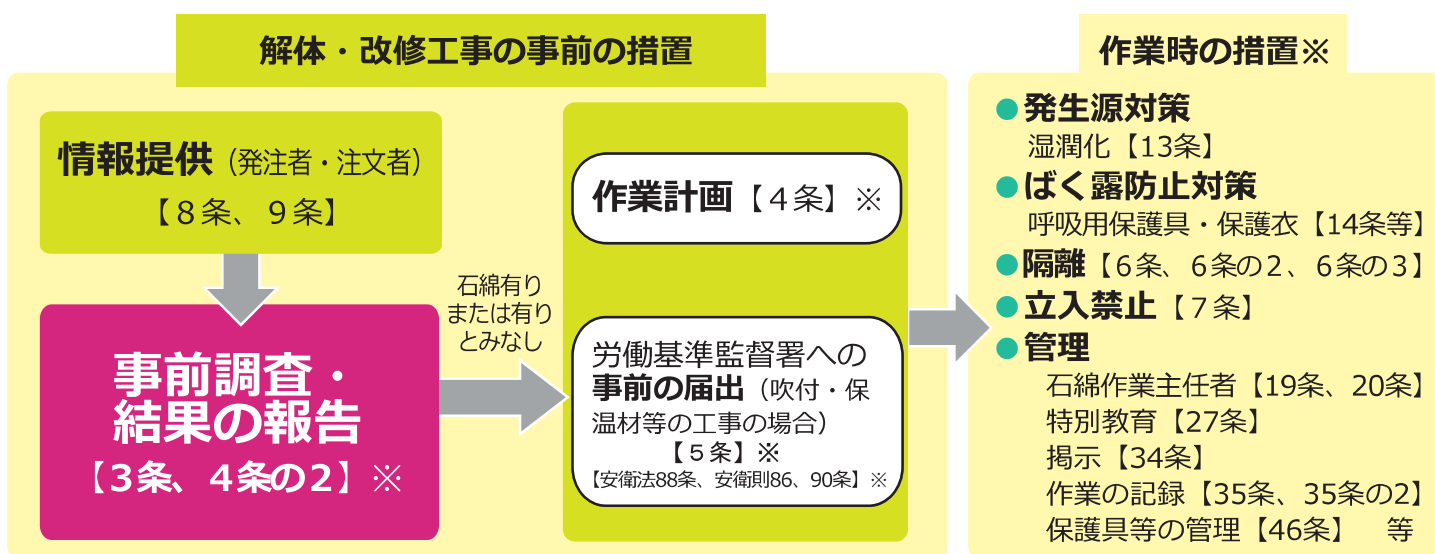 解体・改修工事の事前の措置
情報提供（発注者・注文者）
【８条、９条】
事前調査・
結果の報告
【３条、４条の２】※
石綿有り
または有り
とみなし
作業計画【４条】※
労働基準監督署への
事前の届出（吹付・保
温材等の工事の場合）
【５条】※
【安衛法88条、安衛則86、90条】※
作業時の措置※
●発生源対策
湿潤化【13条】
●ばく露防止対策
呼吸用保護具・保護衣【14条等】
●隔離【６条、６条の２、６条の３】
●立入禁止【７条】
●管理
石綿作業主任者【19条、20条】
特別教育【27条】
掲示【34条】
作業の記録【35条、35条の2】
保護具等の管理【46条】　等